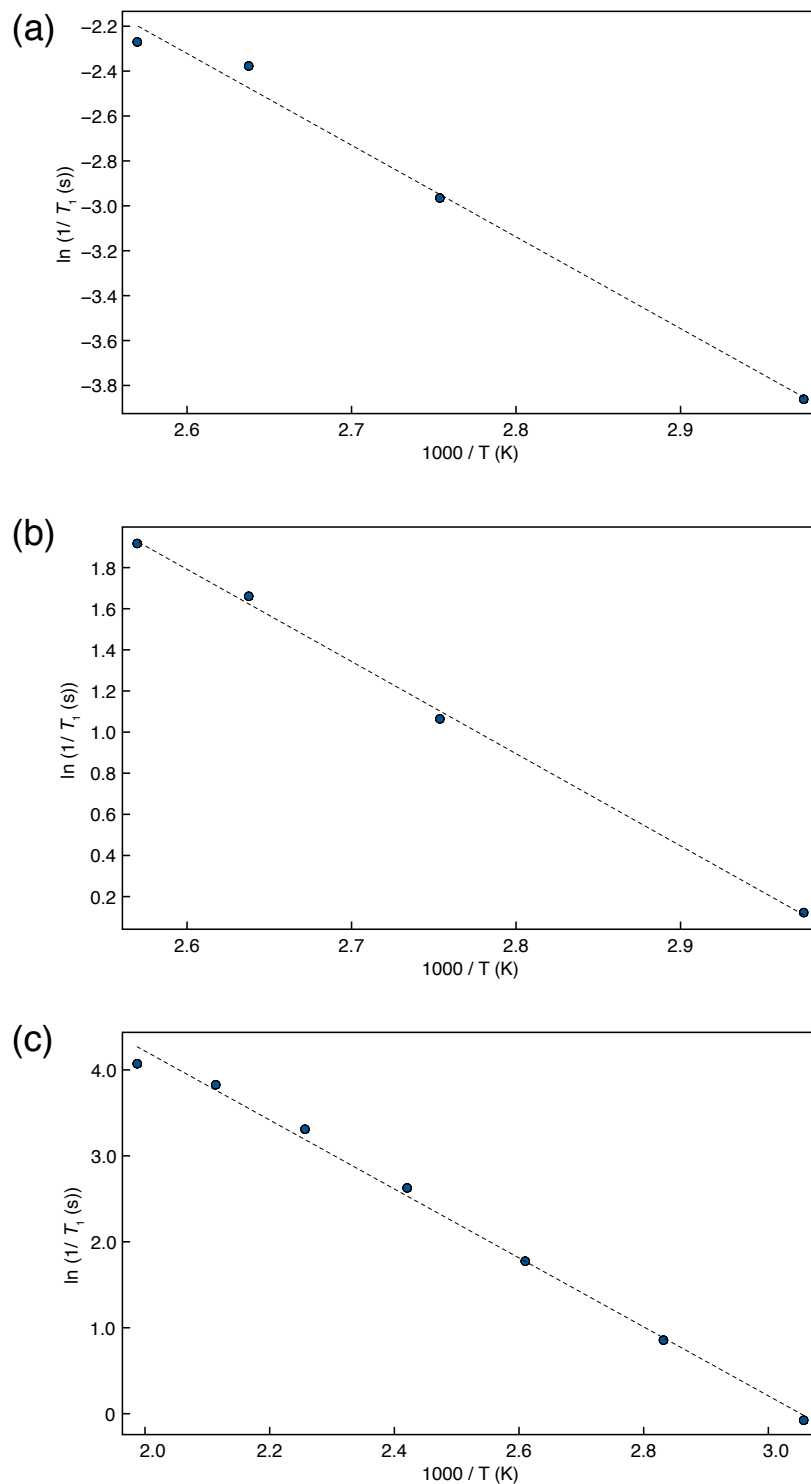 (a)
−2.2
−2.4
−2.6
−2.8
−3.0
−3.2
−3.4
−3.6
−3.8
ln (1/ T₁ (s))
2.6 2.7 2.8 2.9
1000 / T (K)
(b)
1.8
1.6
1.4
1.2
1.0
0.8
0.6
0.4
0.2
ln (1/ T₁ (s))
2.6 2.7 2.8 2.9
1000 / T (K)
(c)
4.0
3.0
2.0
1.0
0
ln (1/ T₁ (s))
2.0 2.2 2.4 2.6 2.8 3.0
1000 / T (K)